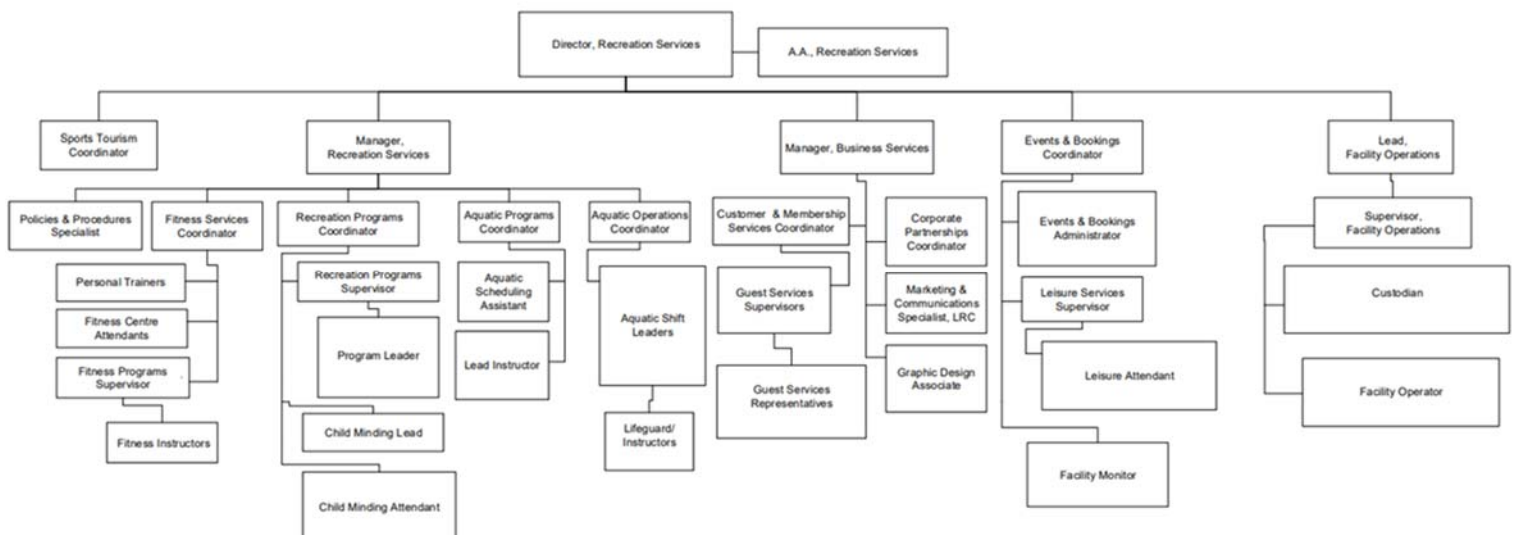 Director, Recreation Services
A.A., Recreation Services
Sports Tourism
Coordinator
Manager,
Recreation Services
Manager, Business Services
Events & Bookings
Coordinator
Lead,
Facility Operations
Policies & Procedures
Specialist
Fitness Services
Coordinator
Recreation Programs
Coordinator
Aquatic Programs
Coordinator
Aquatic Operations
Coordinator
Customer & Membership
Services Coordinator
Corporate
Partnerships
Coordinator
Events & Bookings
Administrator
Supervisor,
Facility Operations
Personal Trainers
Recreation Programs
Supervisor
Aquatic
Scheduling
Assistant
Guest Services
Supervisors
Marketing &
Communications
Specialist, LRC
Leisure Services
Supervisor
Custodian
Fitness Centre
Attendants
Aquatic Shift
Leaders
Program Leader
Lead Instructor
Fitness Programs
Supervisor
Guest Services
Representatives
Graphic Design
Associate
Leisure Attendant
Facility Operator
Fitness Instructors
Child Minding Lead
Lifeguard/
Instructors
Facility Monitor
Child Minding Attendant